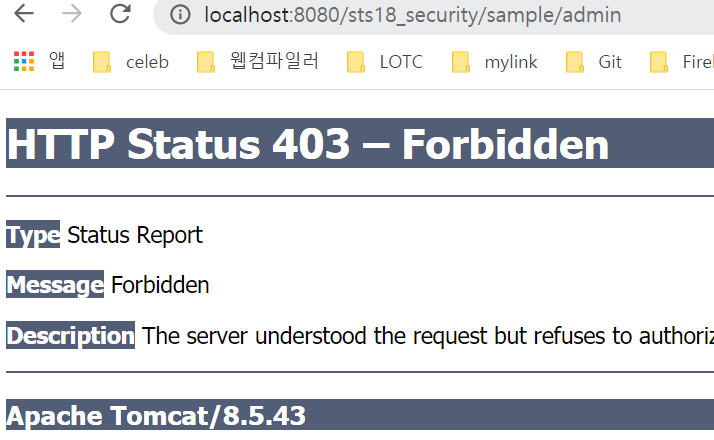 localhost:8080/sts18_security/sample/admin
앱 celeb 웹컴파일러 LOTC mylink Git
HTTP Status 403 – Forbidden
Type Status Report
Message Forbidden
Description The server understood the request but refuses to
Apache Tomcat/8.5.43